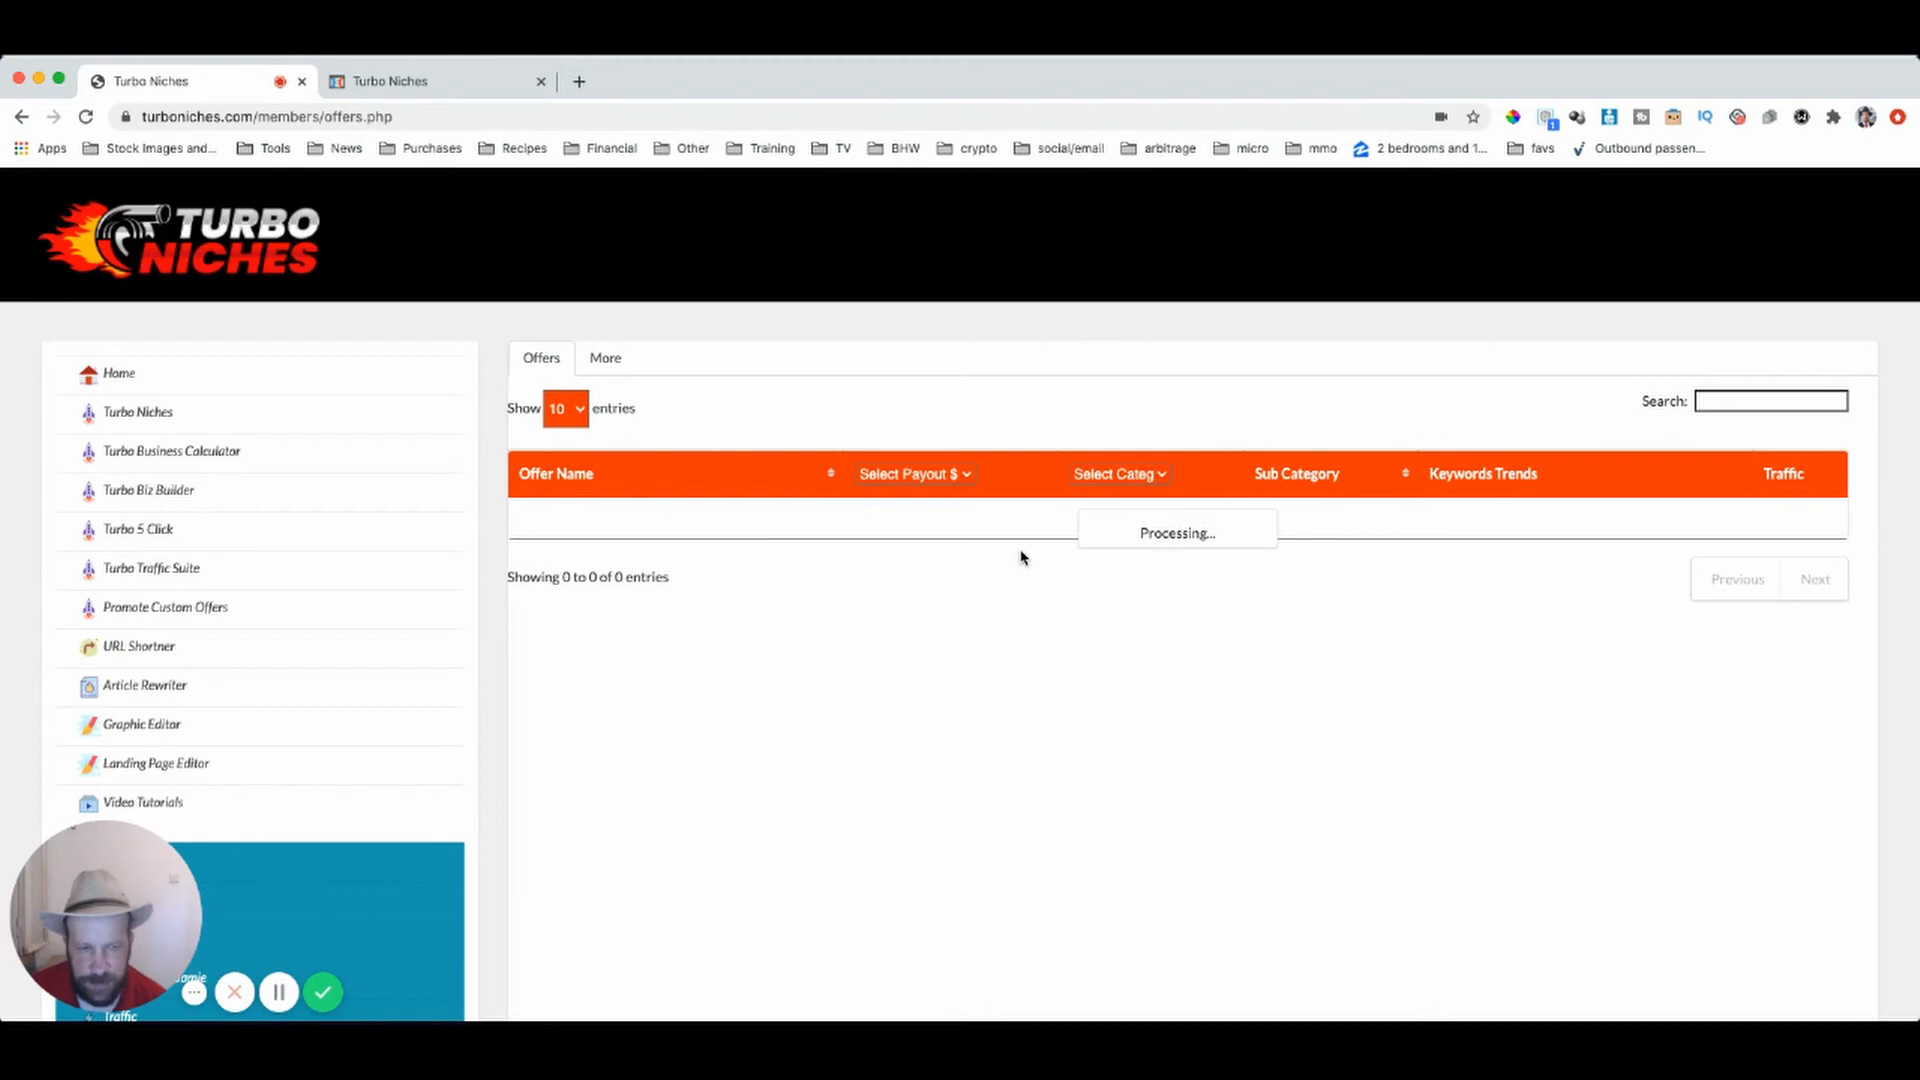 Turbo Niches
Turbo Niches
turboniches.com/members/offers.php
Apps Stock Images and... Tools News Purchases Recipes Financial Other Training TV BHW crypto social/email arbitrage micro mmo 2 bedrooms and 1... favs Outbound passen...
TURBO
NICHES
Home
Turbo Niches
Turbo Business Calculator
Turbo Biz Builder
Turbo 5 Click
Turbo Traffic Suite
Promote Custom Offers
URL Shortner
Article Rewriter
Graphic Editor
Landing Page Editor
Video Tutorials
Traffic
Offers More
Show 10 entries
Search:
Offer Name Select Payout $ Select Categ Sub Category Keywords Trends Traffic
Processing...
Showing 0 to 0 of 0 entries
Previous Next